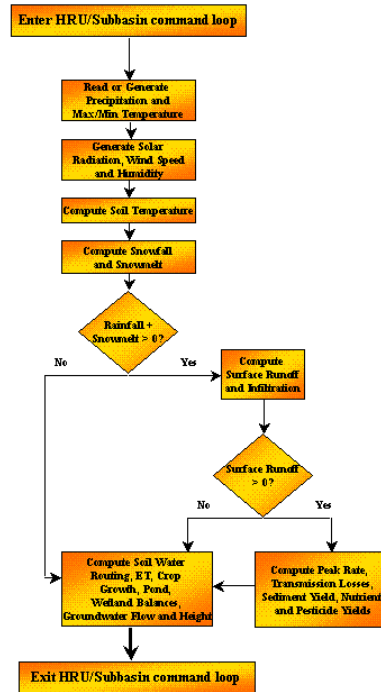 Enter HRU/Subbasin command loop
Read or Generate
Precipitation and
Max/Min Temperature
Generate Solar
Radiation, Wind Speed
and Humidity
Compute Soil Temperature
Compute Snowfall
and Snowmelt
Rainfall +
Snowmelt > 0?
No
Yes
Compute
Surface Runoff
and Infiltration
Surface Runoff
> 0?
No
Yes
Compute Soil Water
Routing, ET, Crop
Growth, Pond,
Wetland Balances,
Groundwater Flow and Height
Compute Peak Rate,
Transmission Losses,
Sediment Yield, Nutrient
and Pesticide Yields
Exit HRU/Subbasin command loop